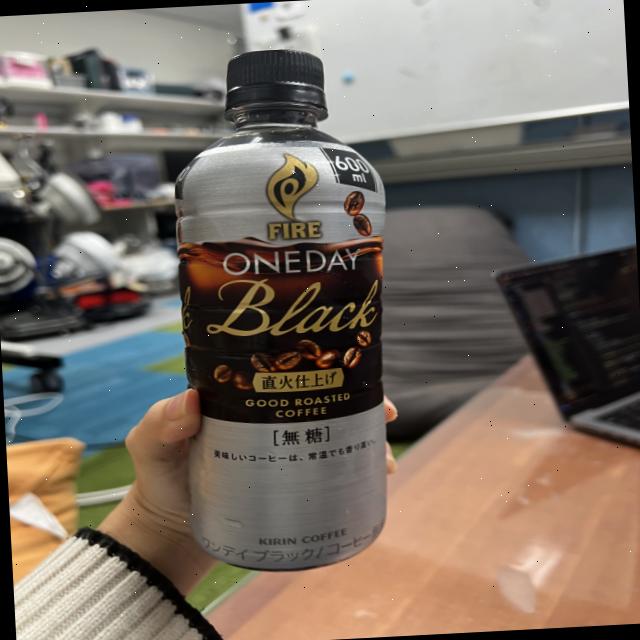 600
ml
FIRE
ONEDAY
Black
直火仕上げ
GOOD ROASTED
COFFEE
[無糖]
美味しいコーヒーは、常温でも香り高い。
KIRIN COFFEE
ワンデイブラック/コーヒー